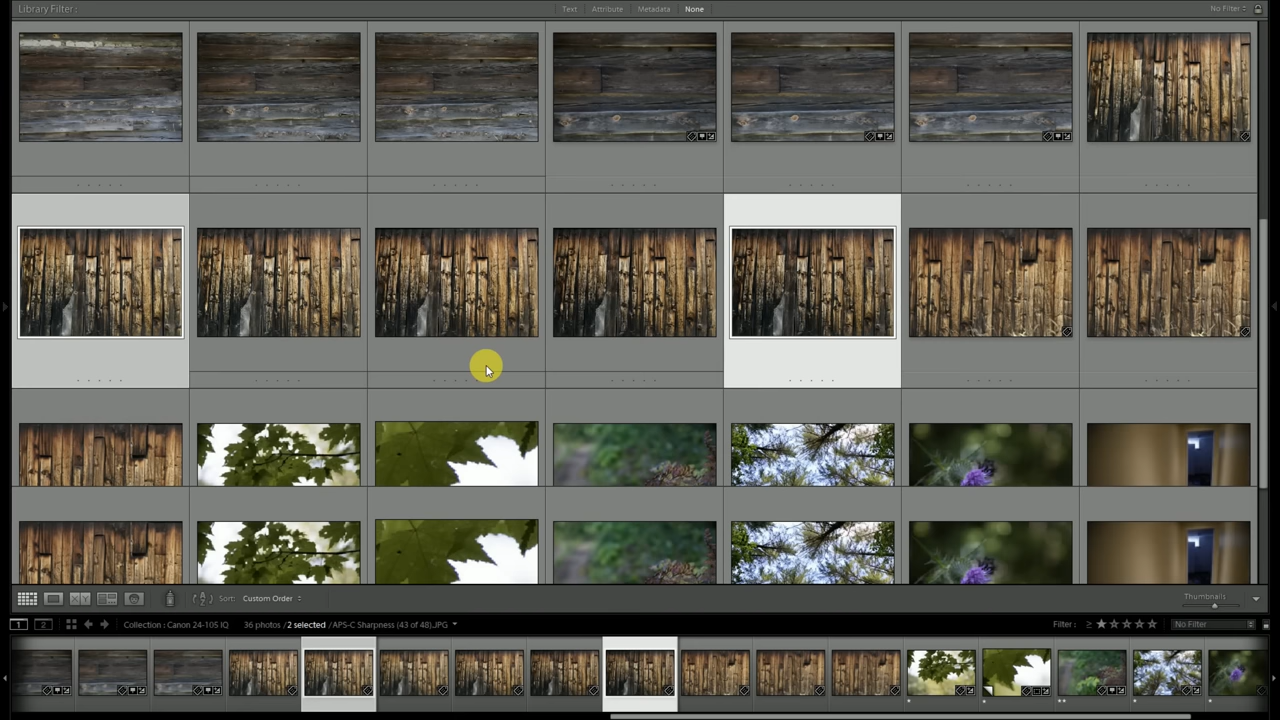 Library Filter :
Text Attribute Metadata None
No Filter
Sort: Custom Order
Thumbnails
1 2 Collection : Canon 24-105 IQ 36 photos / 2 selected / APS-C Sharpness (43 of 48).JPG
Filter : ≥ No Filter